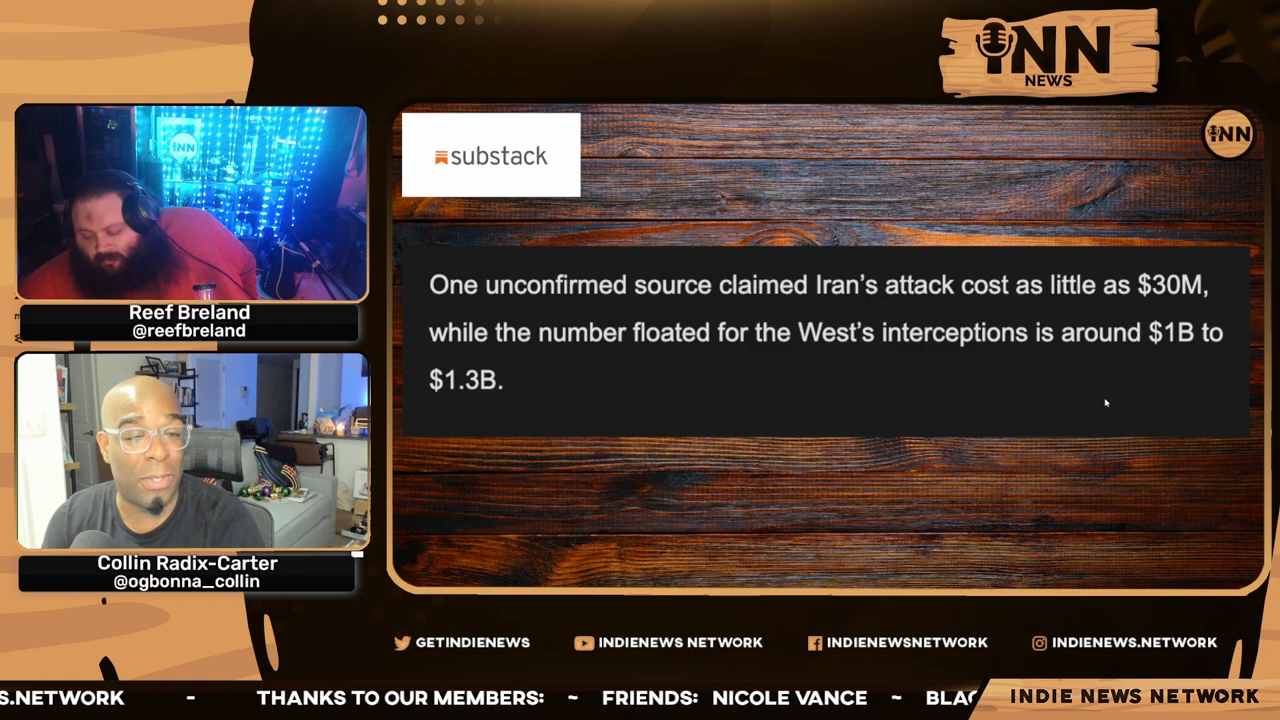 iNN
NEWS
iNN
iNN
substack
One unconfirmed source claimed Iran’s attack cost as little as $30M,
while the number floated for the West’s interceptions is around $1B to
$1.3B.
Reef Breland
@reefbreland
Collin Radix-Carter
@ogbonna_collin
GETINDIENEWS
INDIENEWS NETWORK
INDIENEWSNETWORK
INDIENEWS.NETWORK
S.NETWORK - THANKS TO OUR MEMBERS: ~ FRIENDS: NICOLE VANCE ~ BLAC
INDIE NEWS NETWORK